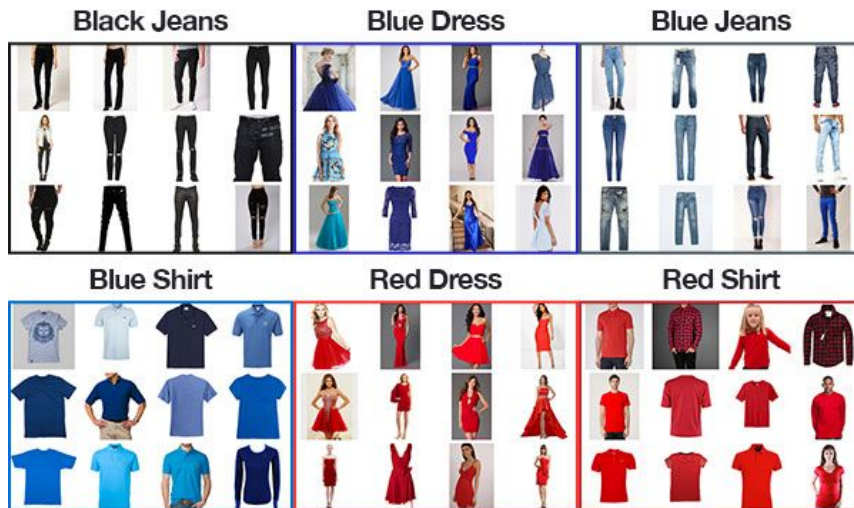 Black Jeans
Blue Dress
Blue Jeans
Blue Shirt
Red Dress
Red Shirt